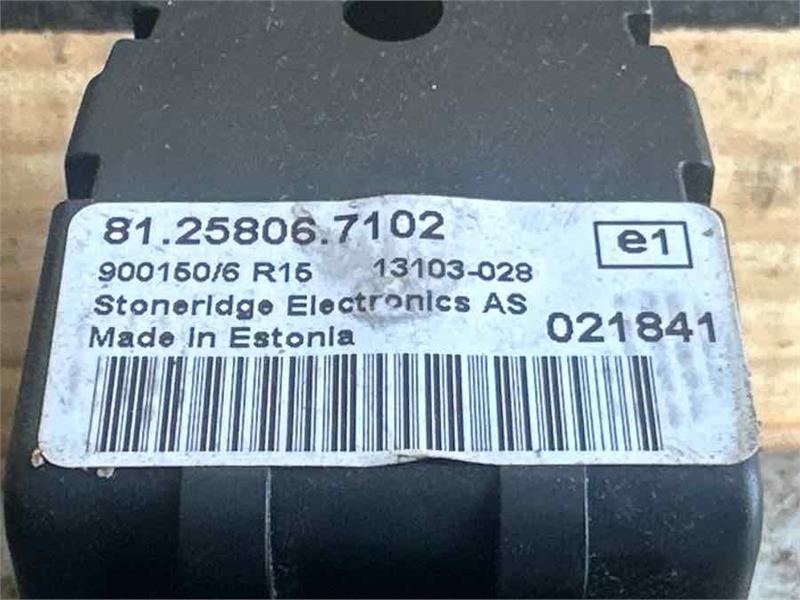 81.25806.7102
e1
900150/6 R15 13103-028
Stoneridge Electronics AS
Made in Estonia
021841